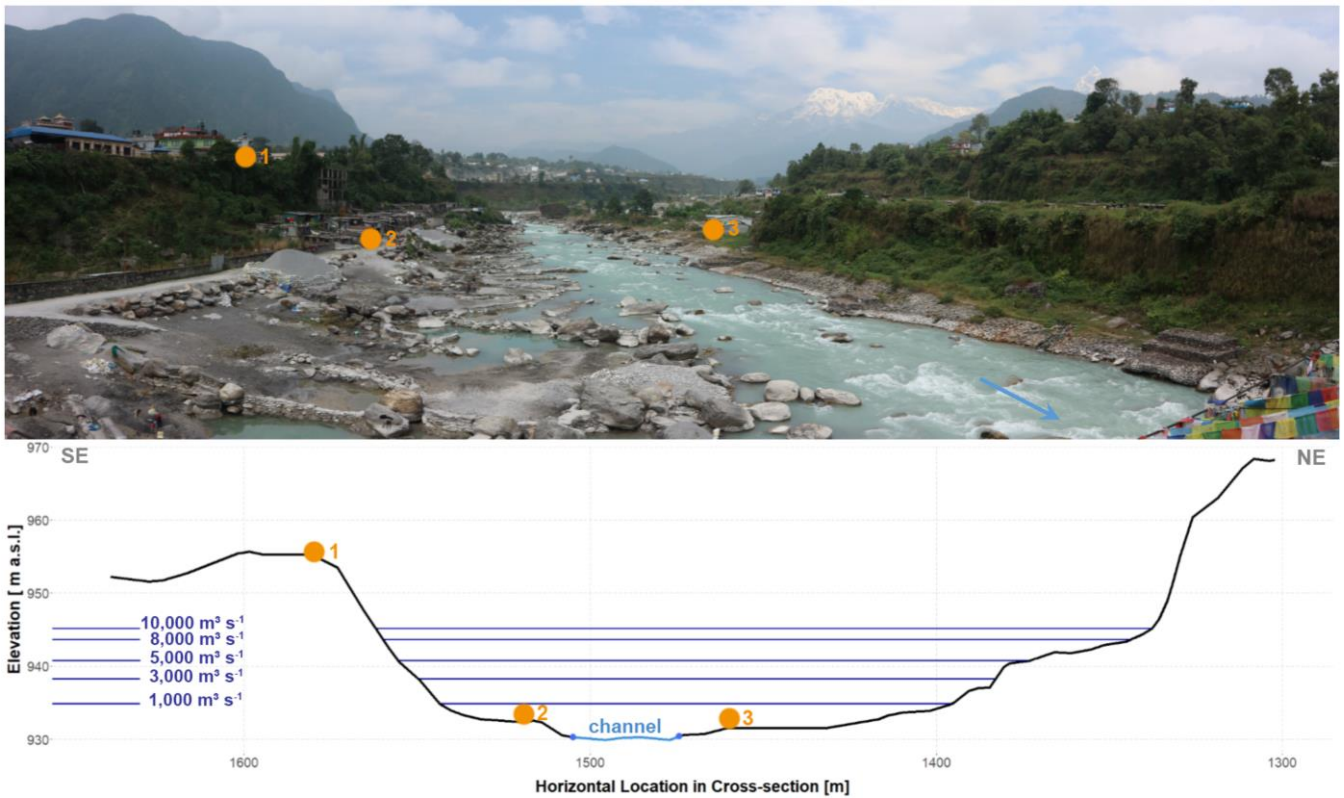 1
2
3
970
SE
NE
960
1
950
10,000 m³ s⁻¹
8,000 m³ s⁻¹
5,000 m³ s⁻¹
940
3,000 m³ s⁻¹
1,000 m³ s⁻¹
2
channel
3
930
Elevation [ m a.s.l.]
1600
1500
1400
1300
Horizontal Location in Cross-section [m]